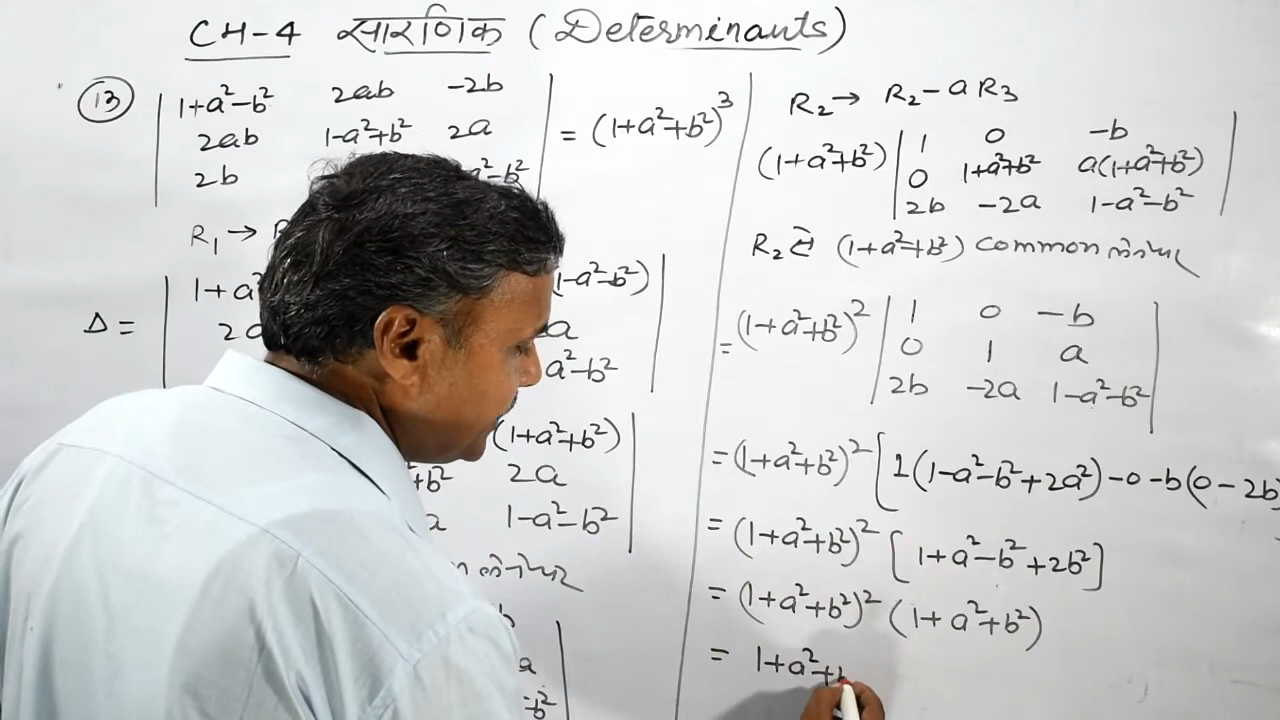 CH-4 सारणिक (Determinants)
13
1+a²-b² 2ab -2b
2ab 1-a²+b² 2a = (1+a²+b²)³
2b a²-b²
R₁ →
1+a² 1-a²-b²)
Δ = 2a a
a²-b²
(1+a²+b²)
+b² 2a
a 1-a²-b²
लेने पर
b
a
-b²
R₂ → R₂ - aR₃
(1+a²+b²) | 1 0 -b |
| 0 1+a²+b² a(1+a²+b²) |
| 2b -2a 1-a²-b² |
R₂ से (1+a²+b²) common लेने पर
= (1+a²+b²)² | 1 0 -b |
| 0 1 a |
| 2b -2a 1-a²-b² |
= (1+a²+b²)² [1(1-a²-b²+2a²)-0-b(0-2b)
= (1+a²+b²)² [1+a²-b²+2b²]
= (1+a²+b²)² (1+a²+b²)
= 1+a²+